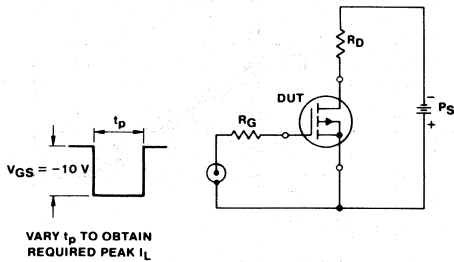 R_D
DUT
t_p
R_G
−
P_S
+
V_GS = −10 V
VARY t_p TO OBTAIN
REQUIRED PEAK I_L